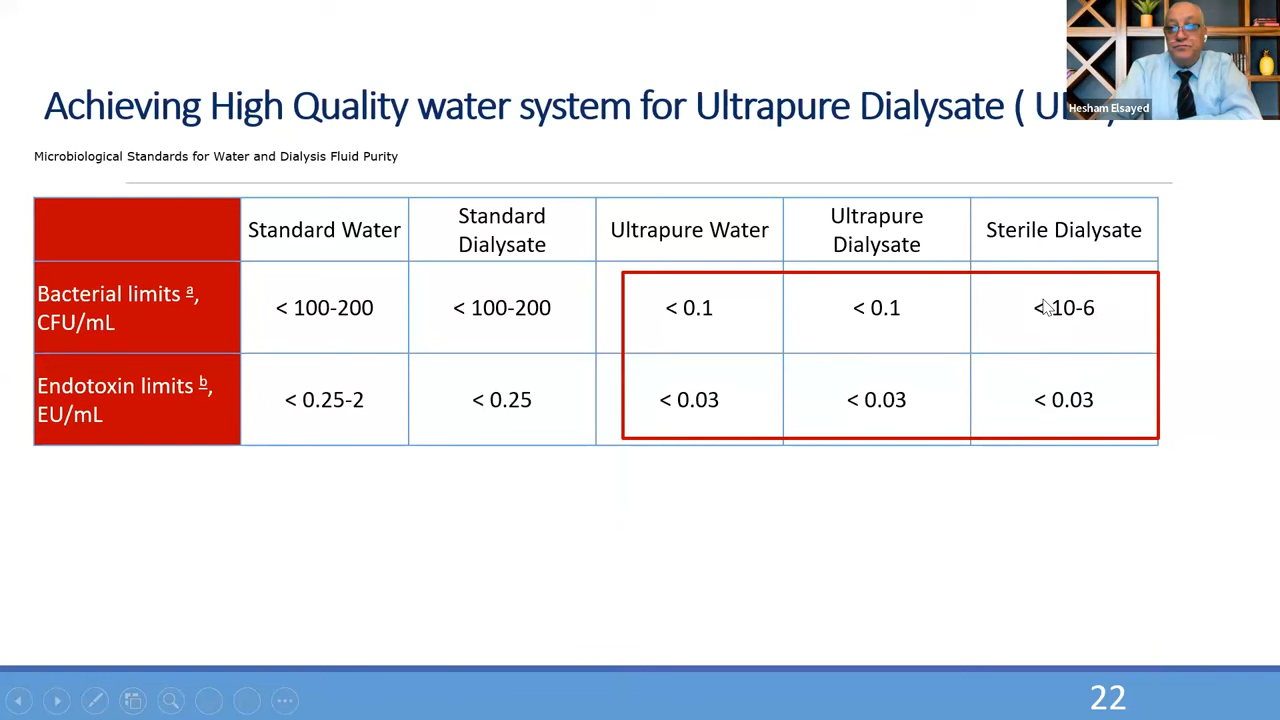 Hesham Elsayed
Achieving High Quality water system for Ultrapure Dialysate (
Microbiological Standards for Water and Dialysis Fluid Purity
Standard Water
Standard
Dialysate
Ultrapure Water
Ultrapure
Dialysate
Sterile Dialysate
Bacterial limits a,
CFU/mL
< 100-200
< 100-200
< 0.1
< 0.1
< 10-6
Endotoxin limits b,
EU/mL
< 0.25-2
< 0.25
< 0.03
< 0.03
< 0.03
22